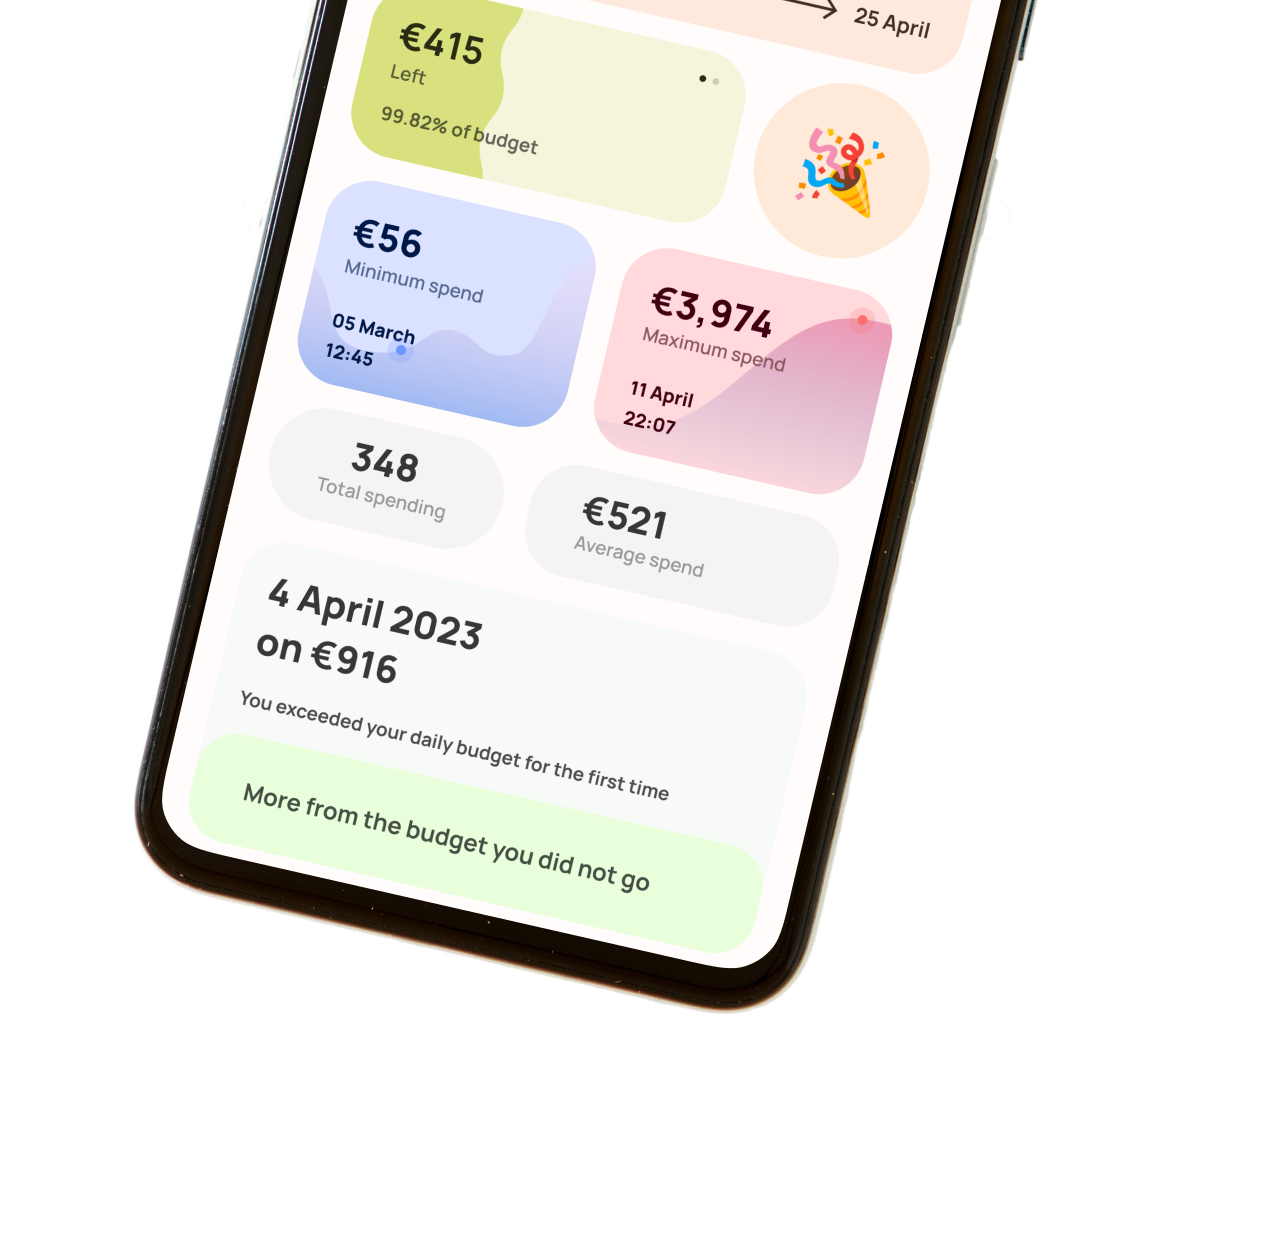 25 April
€415
Left
99.82% of budget
€56
Minimum spend
05 March
12:45
€3,974
Maximum spend
11 April
22:07
348
Total spending
€521
Average spend
4 April 2023
on €916
You exceeded your daily budget for the first time
More from the budget you did not go